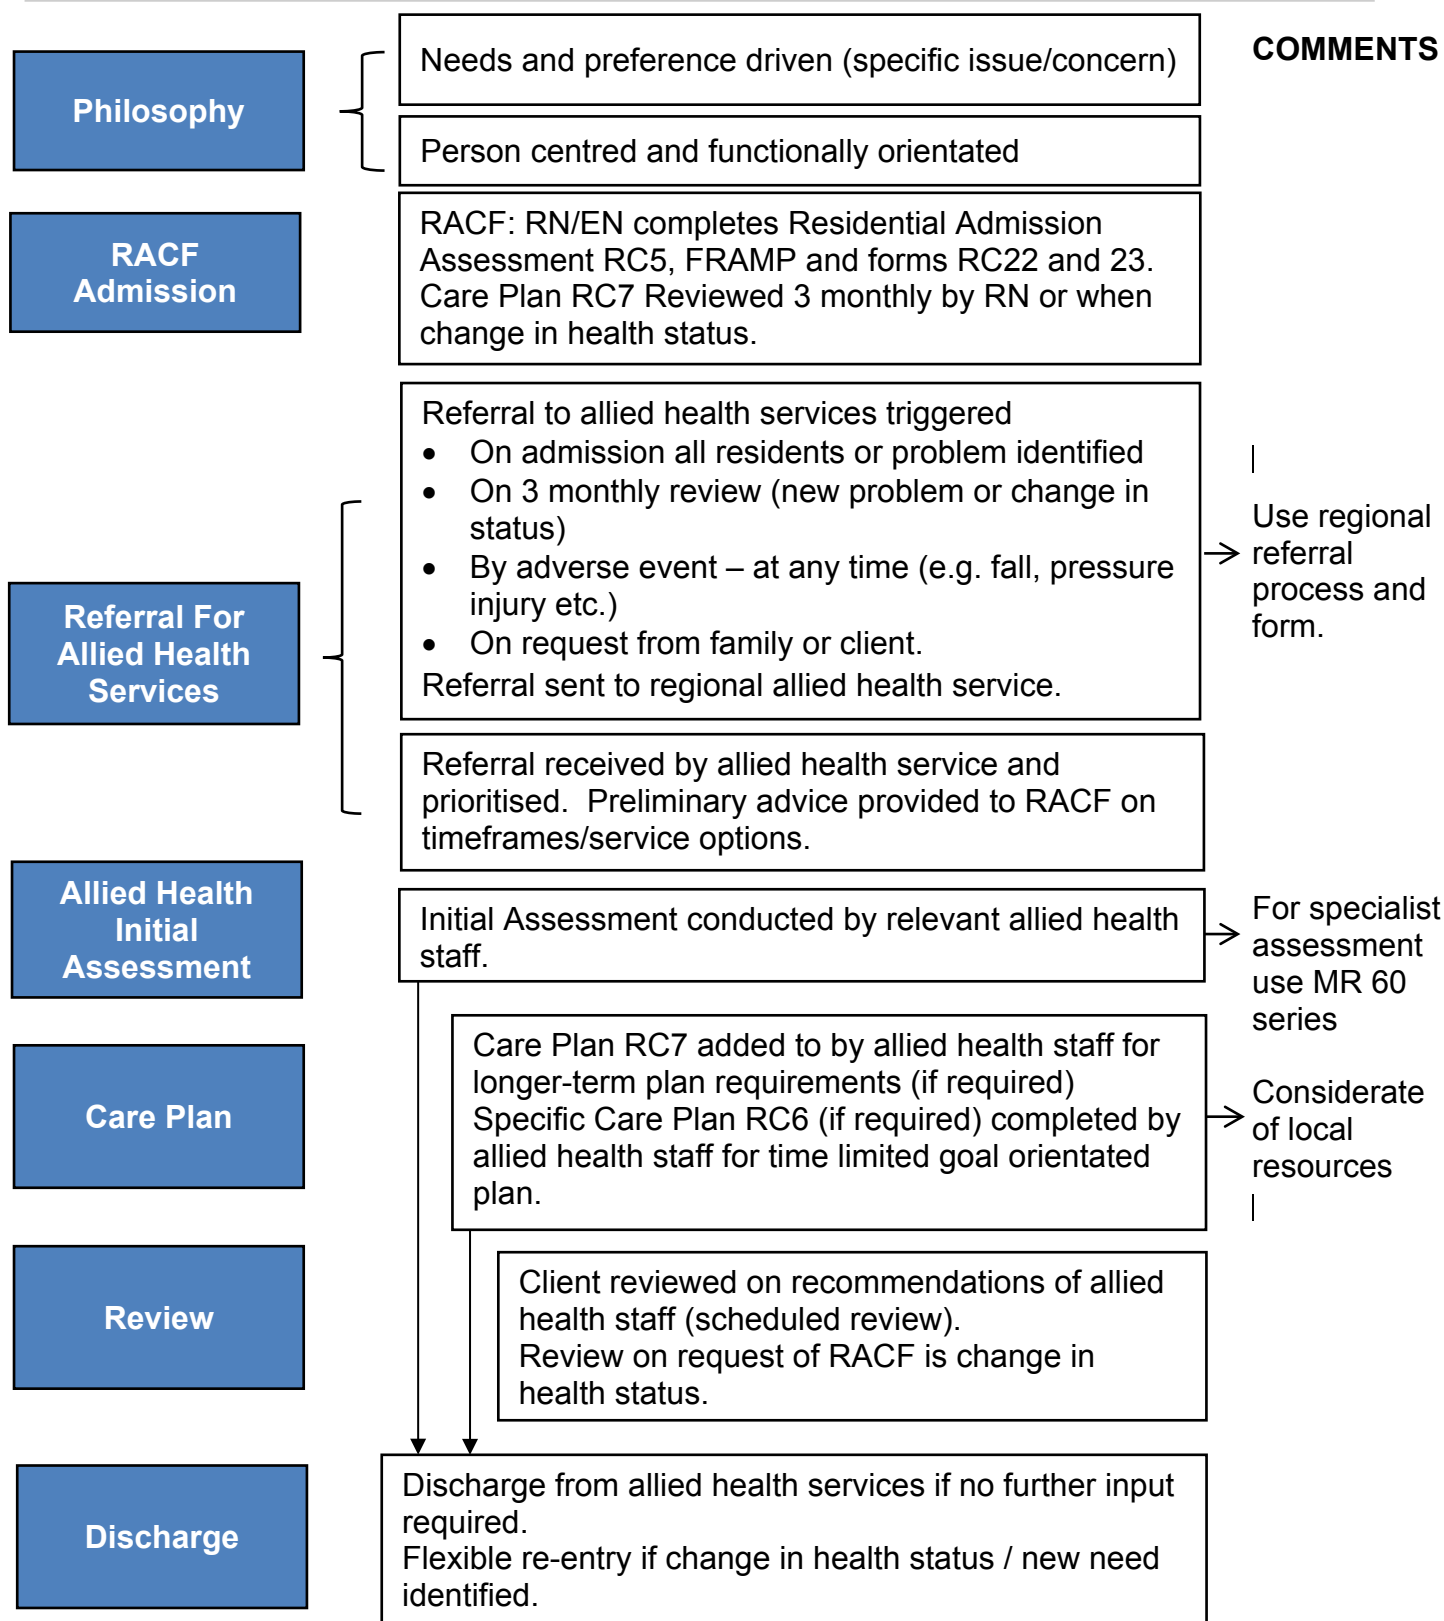 COMMENTS
Philosophy
Needs and preference driven (specific issue/concern)
Person centred and functionally orientated
RACF
Admission
RACF: RN/EN completes Residential Admission
Assessment RC5, FRAMP and forms RC22 and 23.
Care Plan RC7 Reviewed 3 monthly by RN or when
change in health status.
Referral For
Allied Health
Services
Referral to allied health services triggered
• On admission all residents or problem identified
• On 3 monthly review (new problem or change in
status)
• By adverse event – at any time (e.g. fall, pressure
injury etc.)
• On request from family or client.
Referral sent to regional allied health service.
Use regional
referral
process and
form.
Referral received by allied health service and
prioritised. Preliminary advice provided to RACF on
timeframes/service options.
Allied Health
Initial
Assessment
Initial Assessment conducted by relevant allied health
staff.
For specialist
assessment
use MR 60
series
Care Plan
Care Plan RC7 added to by allied health staff for
longer-term plan requirements (if required)
Specific Care Plan RC6 (if required) completed by
allied health staff for time limited goal orientated
plan.
Considerate
of local
resources
Review
Client reviewed on recommendations of allied
health staff (scheduled review).
Review on request of RACF is change in
health status.
Discharge
Discharge from allied health services if no further input
required.
Flexible re-entry if change in health status / new need
identified.